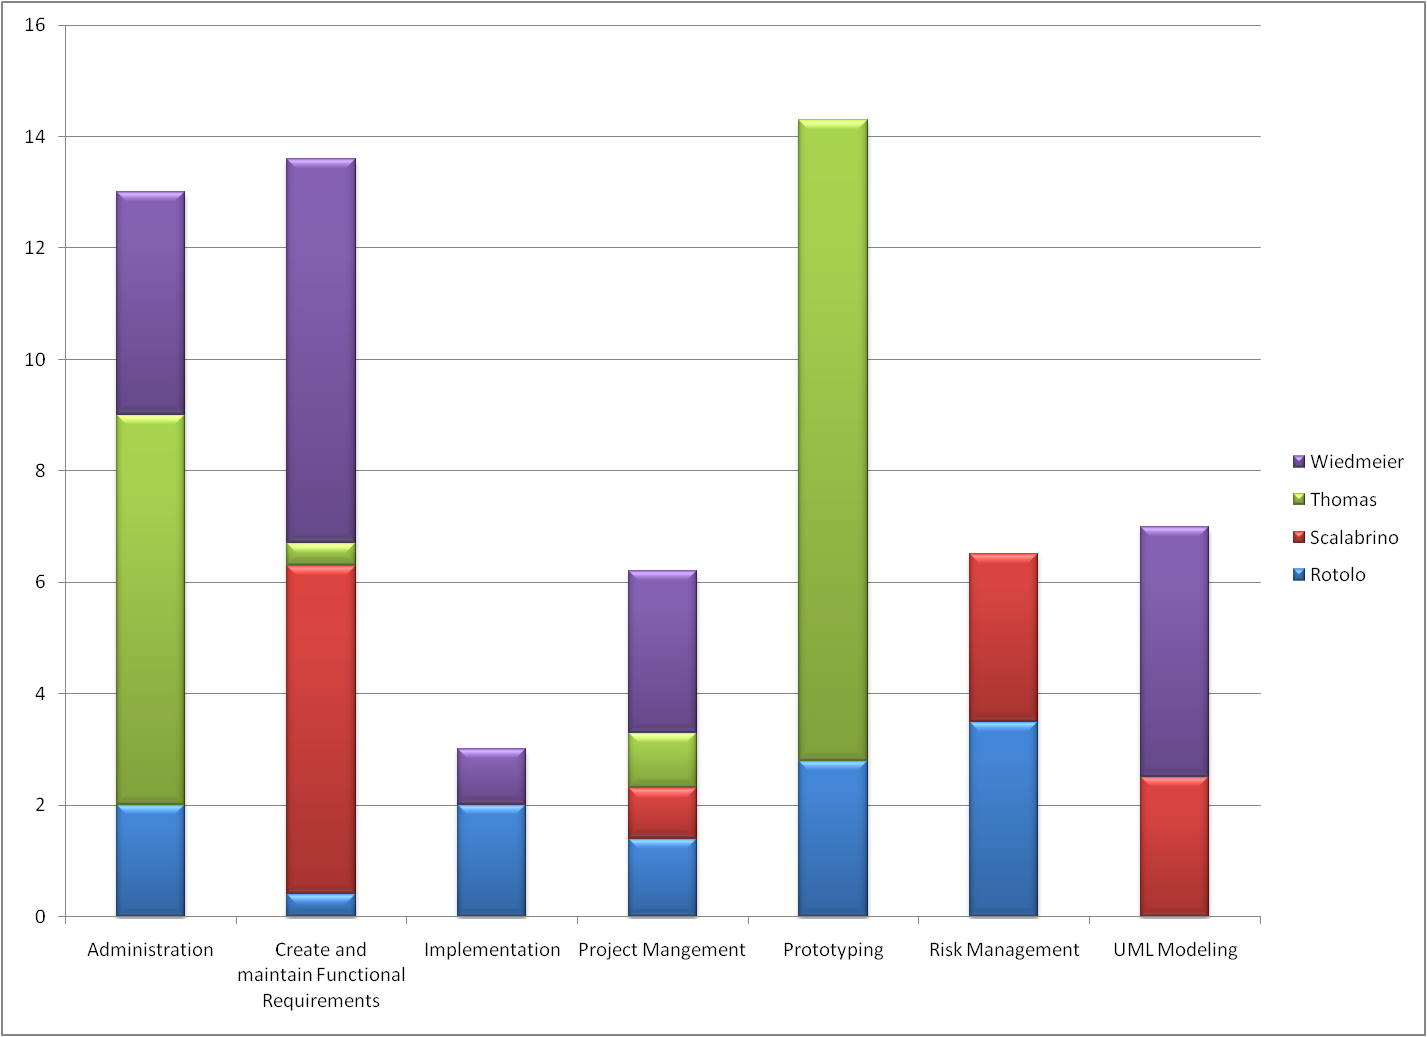 16
14
12
10
8
6
4
2
0
Administration
Create and
maintain Functional
Requirements
Implementation
Project Mangement
Prototyping
Risk Management
UML Modeling
Wiedmeier
Thomas
Scalabrino
Rotolo